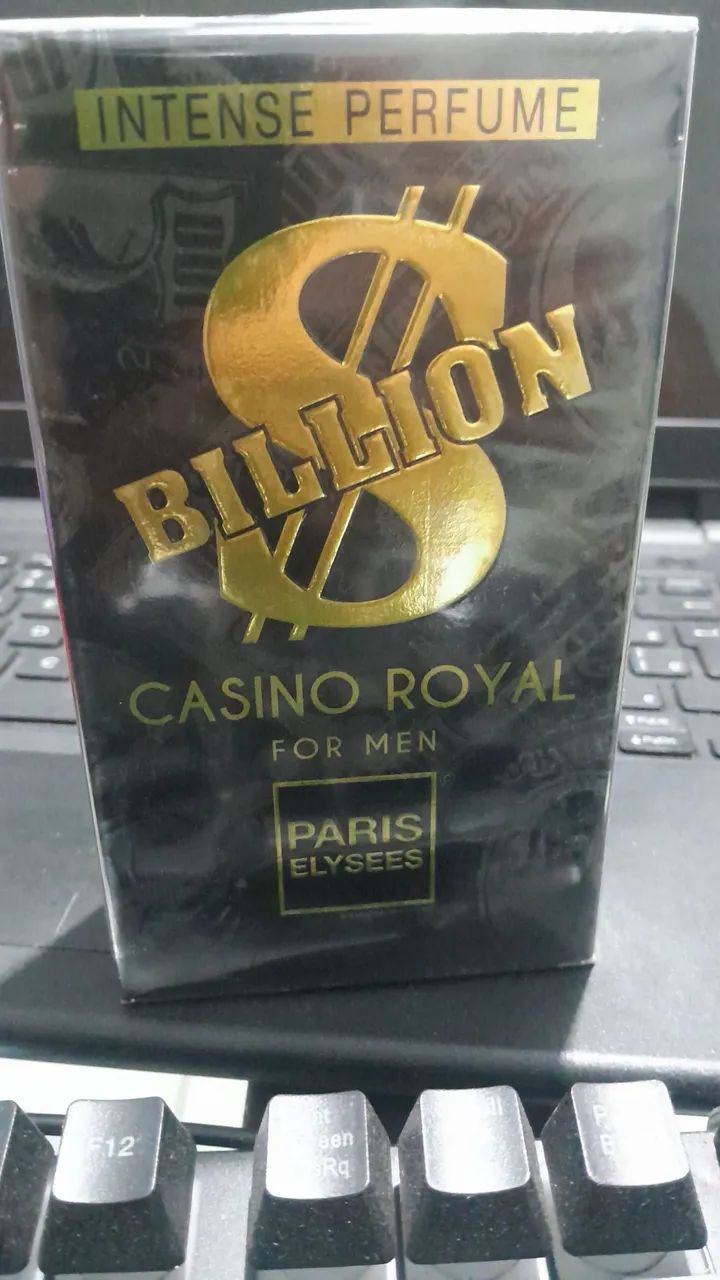 INTENSE PERFUME
$
BILLION
CASINO ROYAL
FOR MEN
PARIS
ELYSEES
F12